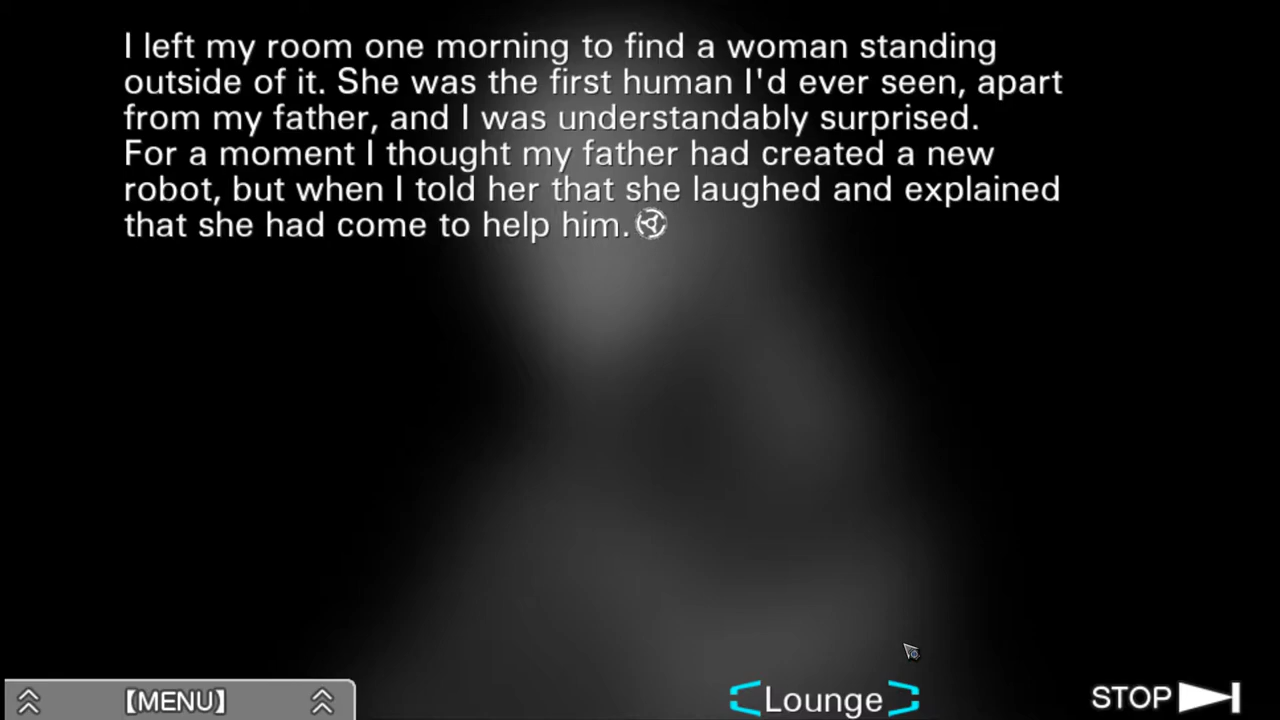 I left my room one morning to find a woman standing
outside of it. She was the first human I'd ever seen, apart
from my father, and I was understandably surprised.
For a moment I thought my father had created a new
robot, but when I told her that she laughed and explained
that she had come to help him.
【MENU】
Lounge
STOP